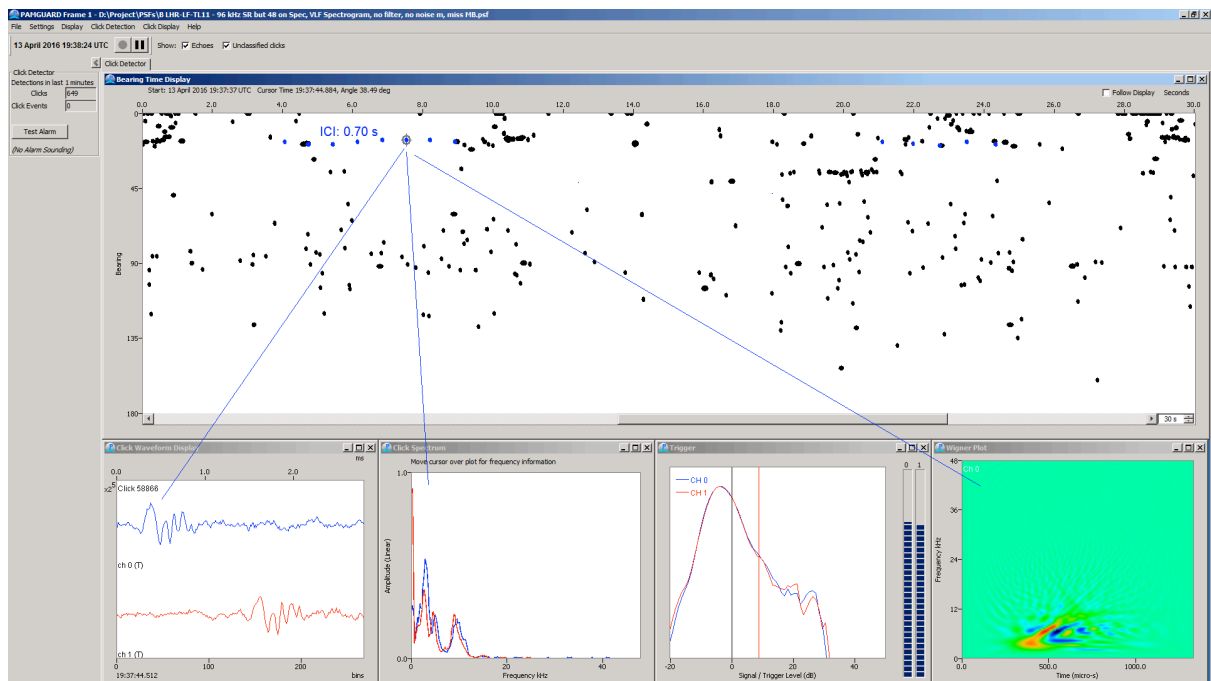 PAMGUARD Frame 1 - D:\Project\PSFs\B LHR-LF-TL11 - 96 kHz SR but 48 on Spec, VLF Spectrogram, no filter, no noise m, miss MB.psf
File Settings Display Click Detection Click Display Help
13 April 2016 19:38:24 UTC Show: Echoes Unclassified clicks
Click Detector
Click Detector
Detections in last 1 minutes
Clicks 649
Click Events 0
Test Alarm
(No Alarm Sounding)
Bearing Time Display
Start: 13 April 2016 19:37:37 UTC Cursor Time 19:37:44.884, Angle 38.49 deg
Follow Display Seconds
0.0 2.0 4.0 6.0 8.0 10.0 12.0 14.0 16.0 18.0 20.0 22.0 24.0 26.0 28.0 30.0
0
45
90
135
180
Bearing
ICI: 0.70 s
30 s
Click Waveform Display
ms
0.0 1.0 2.0
x2^5
Click 58866
ch 0 (T)
ch 1 (T)
0 100 200
19:37:44.512 bins
Click Spectrum
Move cursor over plot for frequency information
1.0
0.0
Amplitude (Linear)
0 20 40
Frequency kHz
Trigger
CH 0
CH 1
0 1
-20 0 20
Signal / Trigger Level (dB)
Wigner Plot
Ch 0
48
36
24
12
0
Frequency kHz
0.0 500.0 1000.0
Time (micro-s)